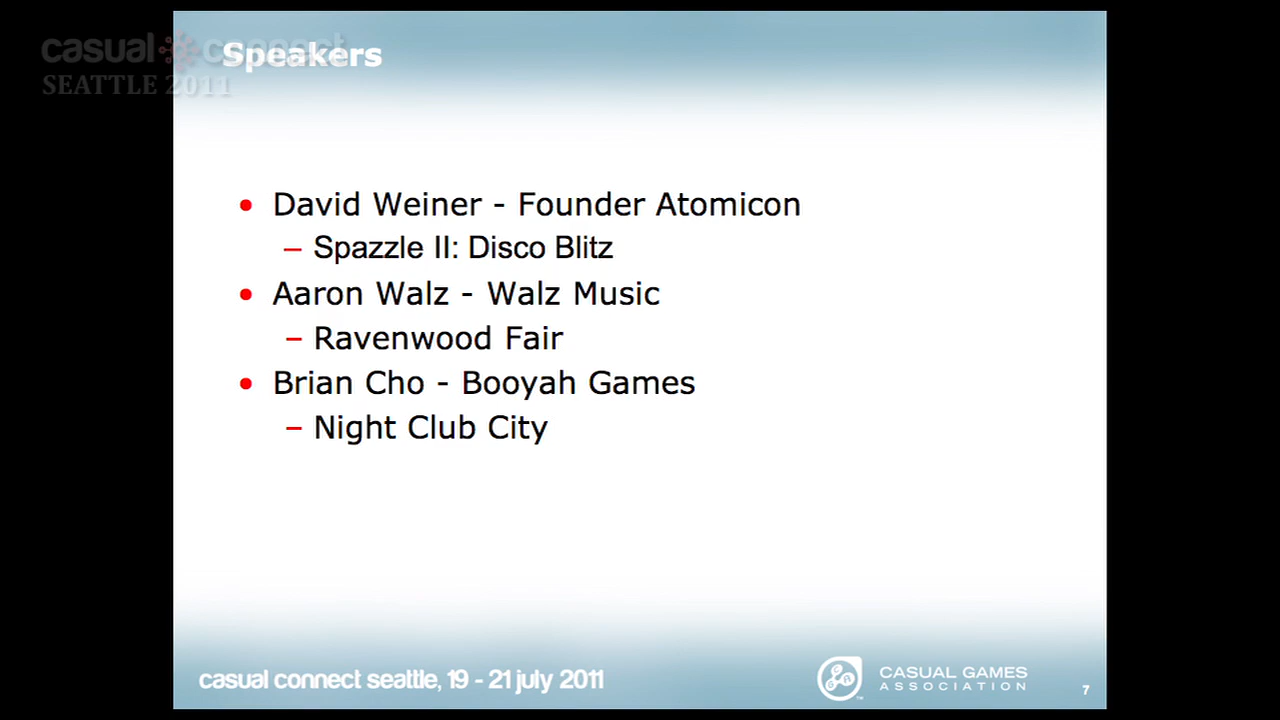 casual connect
SEATTLE 2011
Speakers
• David Weiner - Founder Atomicon
– Spazzle II: Disco Blitz
• Aaron Walz - Walz Music
– Ravenwood Fair
• Brian Cho - Booyah Games
– Night Club City
casual connect seattle, 19 - 21 july 2011
CGA
CASUAL GAMES
ASSOCIATION
7